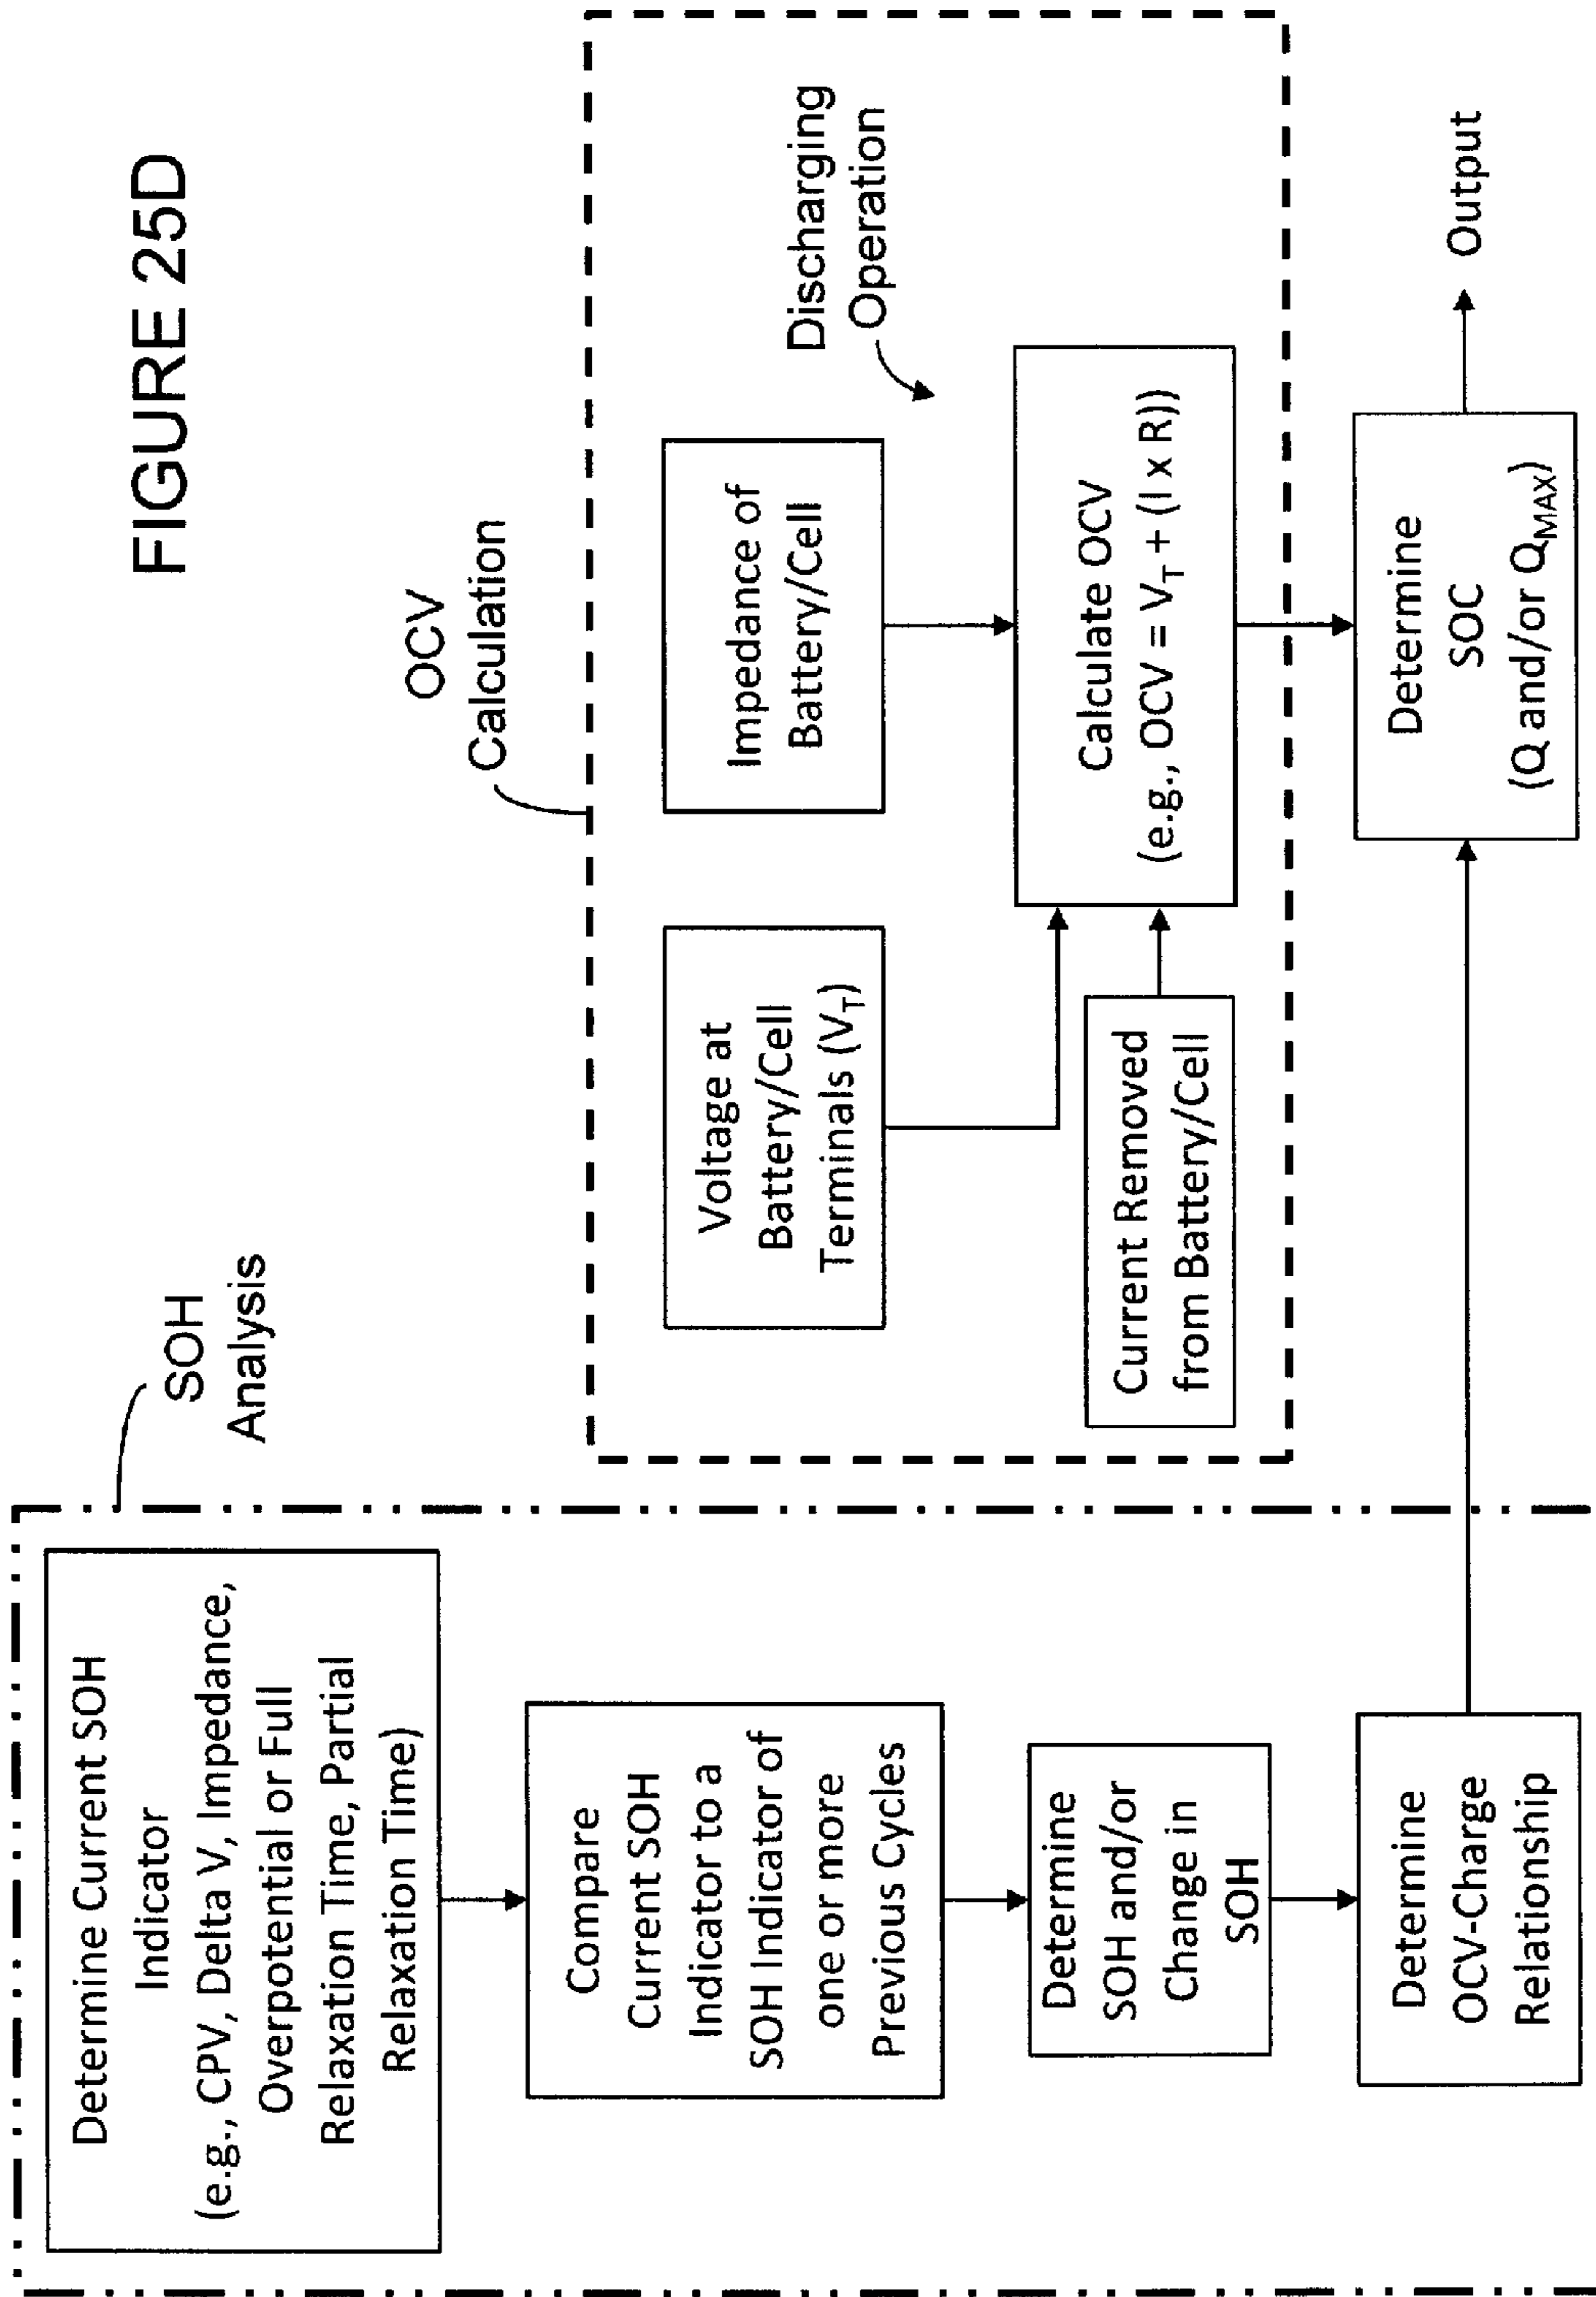 FIGURE 25D
SOH
Analysis
Determine Current SOH
Indicator
(e.g., CPV, Delta V, Impedance,
Overpotential or Full
Relaxation Time, Partial
Relaxation Time)
Compare
Current SOH
Indicator to a
SOH Indicator of
one or more
Previous Cycles
Determine
SOH and/or
Change in
SOH
Determine
OCV-Charge
Relationship
OCV
Calculation
Voltage at
Battery/Cell
Terminals (VT)
Impedance of
Battery/Cell
Discharging
Operation
Current Removed
from Battery/Cell
Calculate OCV
(e.g., OCV = VT + (I x R))
Determine
SOC
(Q and/or QMAX)
Output